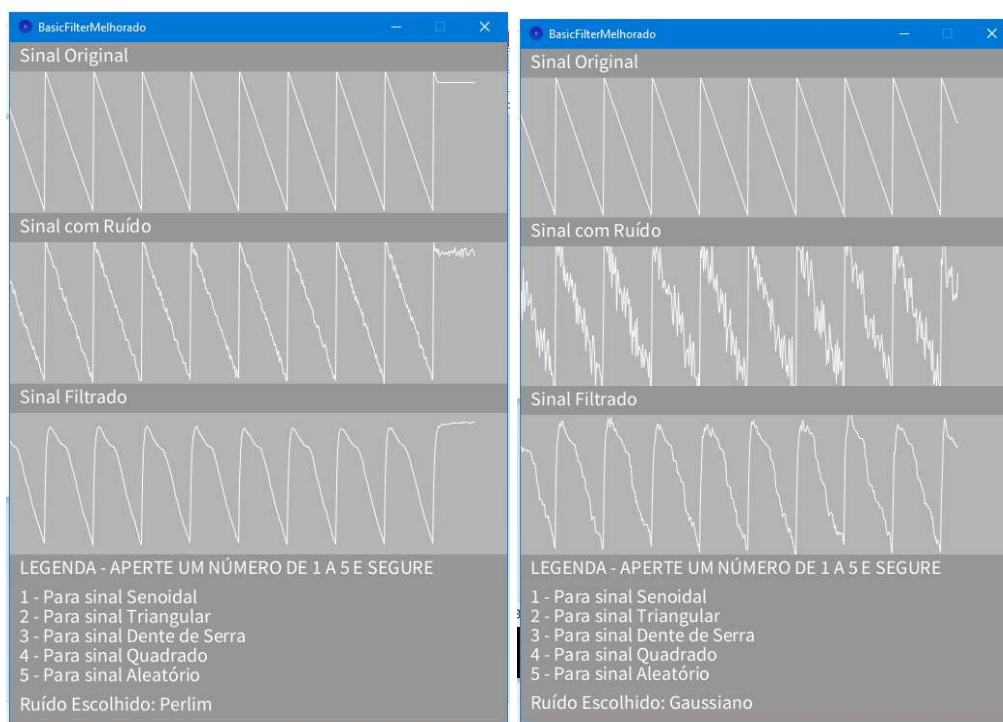 BasicFilterMelhorado
Sinal Original
Sinal com Ruído
Sinal Filtrado
LEGENDA - APERTE UM NÚMERO DE 1 A 5 E SEGURE
1 - Para sinal Senoidal
2 - Para sinal Triangular
3 - Para sinal Dente de Serra
4 - Para sinal Quadrado
5 - Para sinal Aleatório
Ruído Escolhido: Perlim
BasicFilterMelhorado
Sinal Original
Sinal com Ruído
Sinal Filtrado
LEGENDA - APERTE UM NÚMERO DE 1 A 5 E SEGURE
1 - Para sinal Senoidal
2 - Para sinal Triangular
3 - Para sinal Dente de Serra
4 - Para sinal Quadrado
5 - Para sinal Aleatório
Ruído Escolhido: Gaussiano